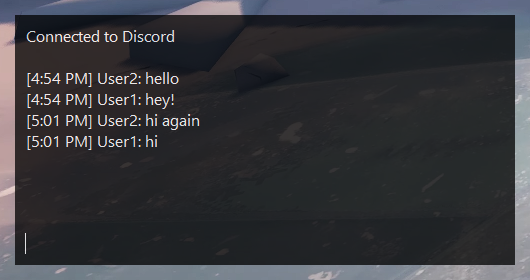 Connected to Discord
[4:54 PM] User2: hello
[4:54 PM] User1: hey!
[5:01 PM] User2: hi again
[5:01 PM] User1: hi